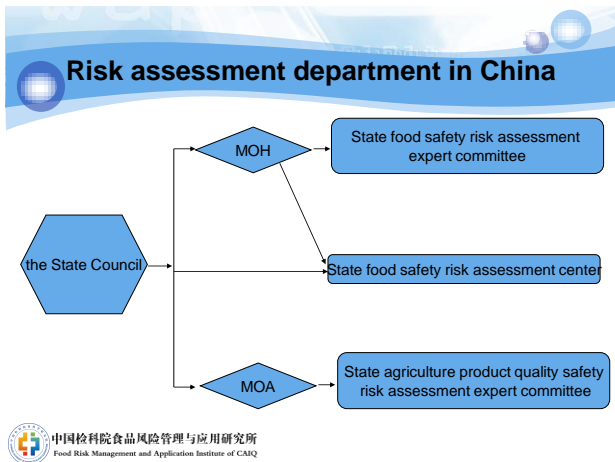 Risk assessment department in China
State food safety risk assessment
expert committee
MOH
the State Council
State food safety risk assessment center
MOA
State agriculture product quality safety
risk assessment expert committee
中国检科院食品风险管理与应用研究所
Food Risk Management and Application Institute of CAIQ